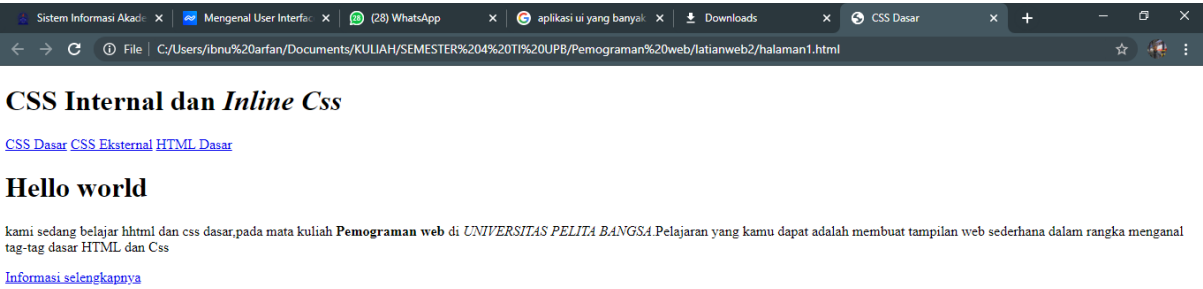 Sistem Informasi Akade
Mengenal User Interfac
(28) WhatsApp
aplikasi ui yang banyak
Downloads
CSS Dasar
File | C:/Users/ibnu%20arfan/Documents/KULIAH/SEMESTER%204%20TI%20UPB/Pemograman%20web/latianweb2/halaman1.html
CSS Internal dan Inline Css
CSS Dasar CSS Eksternal HTML Dasar
Hello world
kami sedang belajar hhtml dan css dasar,pada mata kuliah Pemograman web di UNIVERSITAS PELITA BANGSA.Pelajaran yang kamu dapat adalah membuat tampilan web sederhana dalam rangka menganal
tag-tag dasar HTML dan Css
Informasi selengkapnya